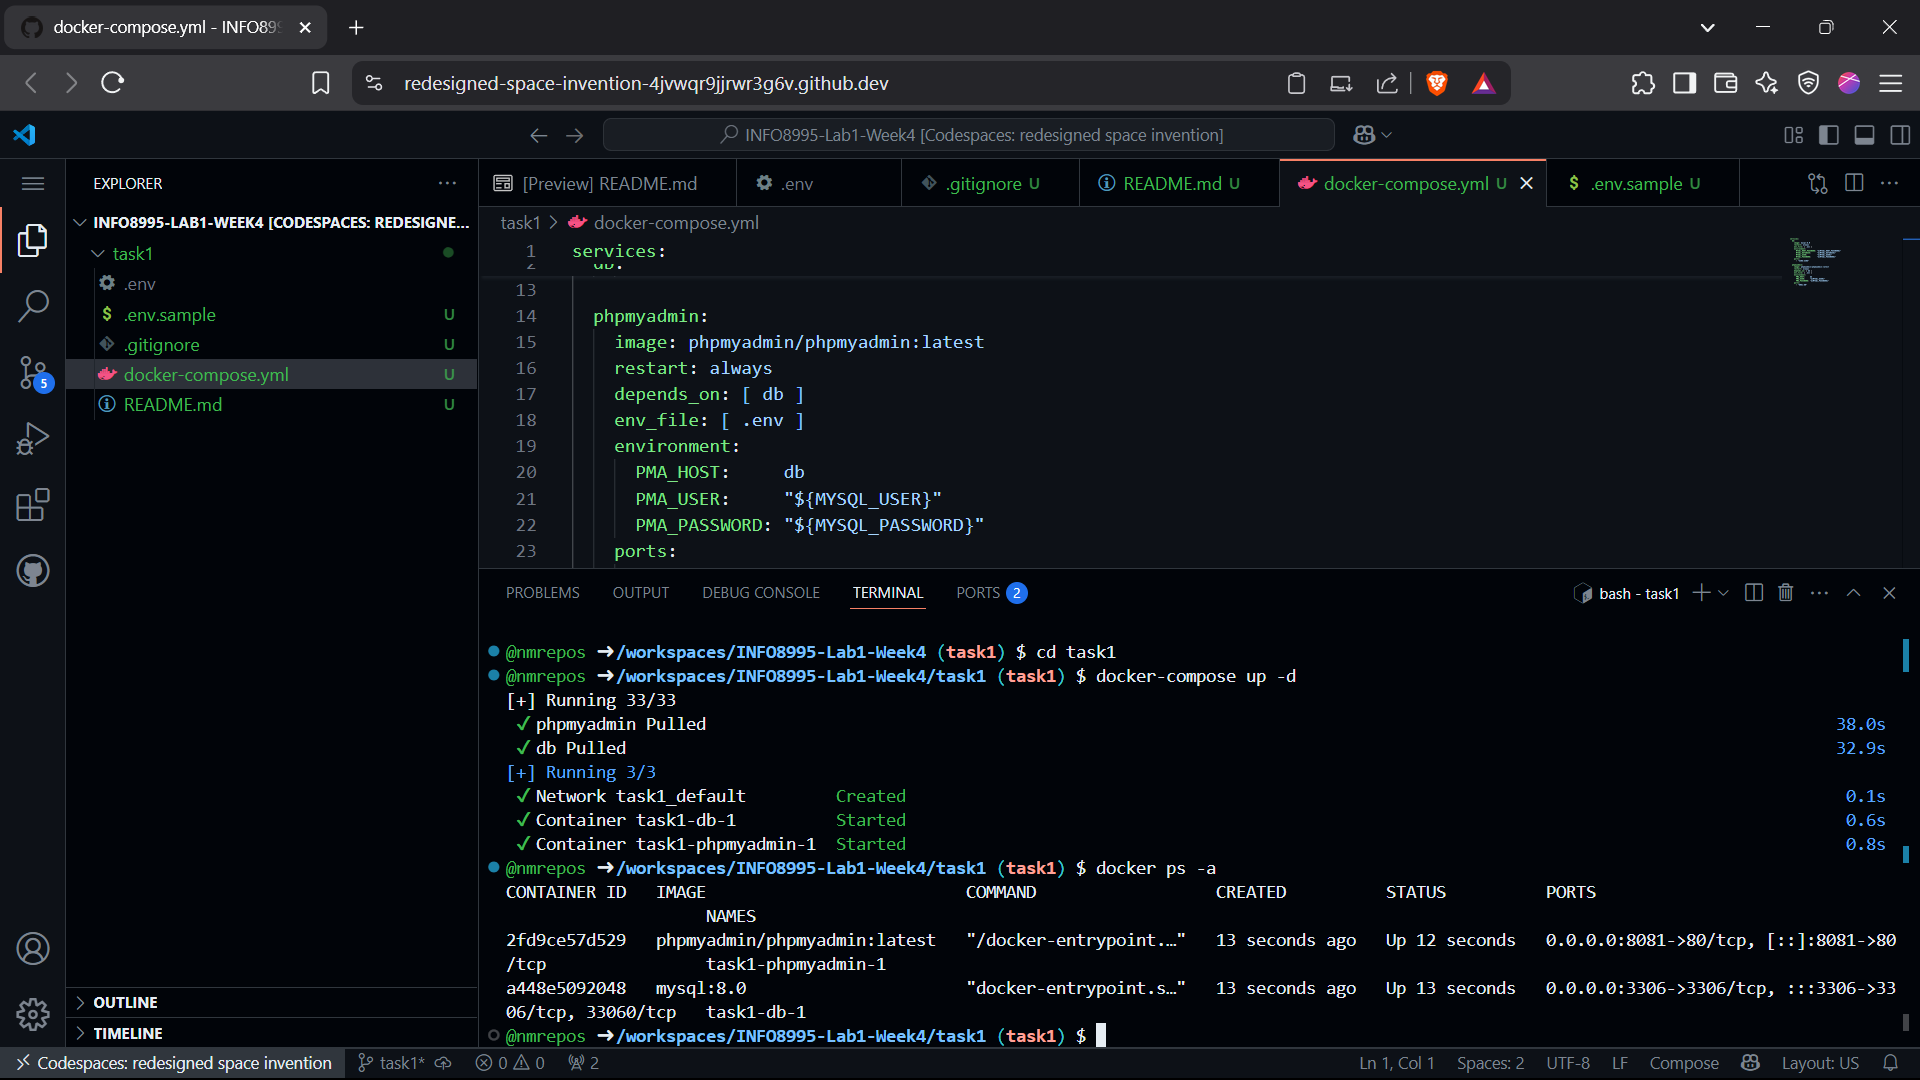 docker-compose.yml - INFO899
redesigned-space-invention-4jvwqr9jjrwr3g6v.github.dev
INFO8995-Lab1-Week4 [Codespaces: redesigned space invention]
EXPLORER
INFO8995-LAB1-WEEK4 [CODESPACES: REDESIGNE...
task1
.env
$ .env.sample U
.gitignore U
docker-compose.yml U
README.md U
5
OUTLINE
TIMELINE
[Preview] README.md
.env
.gitignore U
README.md U
docker-compose.yml U
$ .env.sample U
task1 > docker-compose.yml
1 services:
2 db:
13
14 phpmyadmin:
15 image: phpmyadmin/phpmyadmin:latest
16 restart: always
17 depends_on: [ db ]
18 env_file: [ .env ]
19 environment:
20 PMA_HOST: db
21 PMA_USER: "${MYSQL_USER}"
22 PMA_PASSWORD: "${MYSQL_PASSWORD}"
23 ports:
PROBLEMS OUTPUT DEBUG CONSOLE TERMINAL PORTS 2
bash - task1
@nmrepos ➜/workspaces/INFO8995-Lab1-Week4 (task1) $ cd task1
@nmrepos ➜/workspaces/INFO8995-Lab1-Week4/task1 (task1) $ docker-compose up -d
[+] Running 33/33
✓ phpmyadmin Pulled 38.0s
✓ db Pulled 32.9s
[+] Running 3/3
✓ Network task1_default Created 0.1s
✓ Container task1-db-1 Started 0.6s
✓ Container task1-phpmyadmin-1 Started 0.8s
@nmrepos ➜/workspaces/INFO8995-Lab1-Week4/task1 (task1) $ docker ps -a
CONTAINER ID IMAGE COMMAND CREATED STATUS PORTS
NAMES
2fd9ce57d529 phpmyadmin/phpmyadmin:latest "/docker-entrypoint.…" 13 seconds ago Up 12 seconds 0.0.0.0:8081->80/tcp, [::]:8081->80
/tcp task1-phpmyadmin-1
a448e5092048 mysql:8.0 "docker-entrypoint.s…" 13 seconds ago Up 13 seconds 0.0.0.0:3306->3306/tcp, :::3306->33
06/tcp, 33060/tcp task1-db-1
@nmrepos ➜/workspaces/INFO8995-Lab1-Week4/task1 (task1) $
Codespaces: redesigned space invention task1* 0 0 2 Ln 1, Col 1 Spaces: 2 UTF-8 LF Compose Layout: US